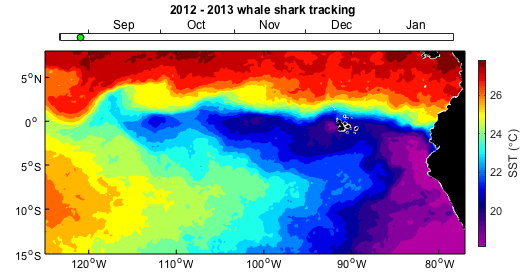 2012 - 2013 whale shark tracking
Sep Oct Nov Dec Jan
5°N
0°
5°S
10°S
15°S
120°W 110°W 100°W 90°W 80°W
26
24
22
20
SST (°C)